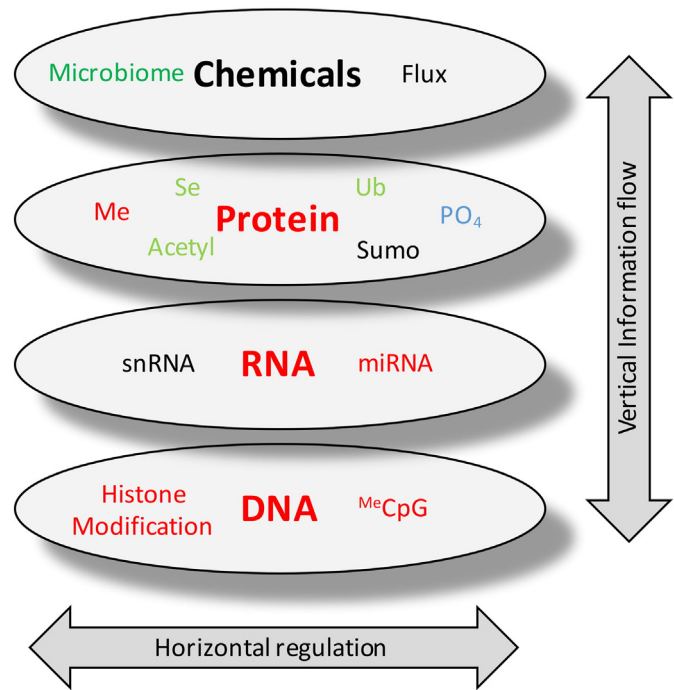 Microbiome Chemicals Flux
Se Ub
Me Protein PO₄
Acetyl Sumo
snRNA RNA miRNA
Histone
Modification DNA ᴹᵉCpG
Vertical Information flow
Horizontal regulation